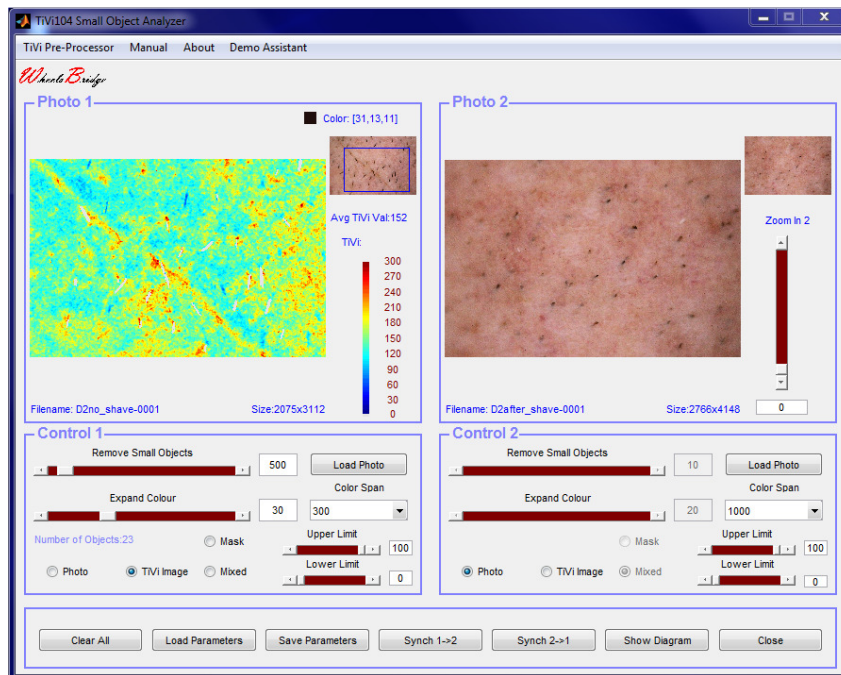 TiVi104 Small Object Analyzer
TiVi Pre-Processor Manual About Demo Assistant
WheelsBridge
Photo 1
Color: [31,13,11]
Avg TiVi Val:152
TiVi:
300
270
240
210
180
150
120
90
60
30
0
Filename: D2no_shave-0001 Size:2075x3112
Photo 2
Zoom In 2
0
Filename: D2after_shave-0001 Size:2766x4148
Control 1
Remove Small Objects
500 Load Photo
Expand Colour Color Span
30 300
Number of Objects:23 Mask Upper Limit
100
Photo TiVi Image Mixed Lower Limit
0
Control 2
Remove Small Objects
10 Load Photo
Expand Colour Color Span
20 1000
Mask Upper Limit
100
Photo TiVi Image Mixed Lower Limit
0
Clear All Load Parameters Save Parameters Synch 1->2 Synch 2->1 Show Diagram Close